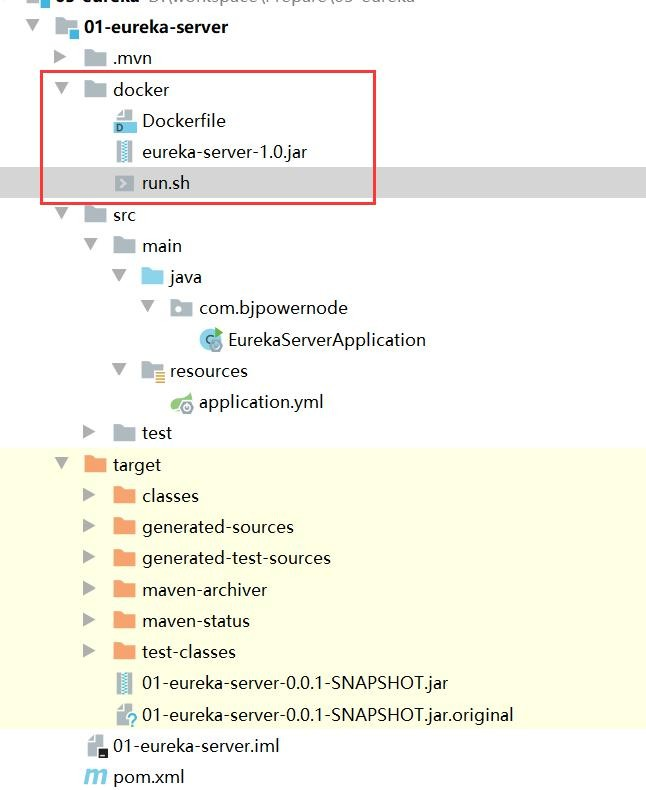 01-eureka-server
.mvn
docker
Dockerfile
eureka-server-1.0.jar
run.sh
src
main
java
com.bjpowernode
EurekaServerApplication
resources
application.yml
test
target
classes
generated-sources
generated-test-sources
maven-archiver
maven-status
test-classes
01-eureka-server-0.0.1-SNAPSHOT.jar
01-eureka-server-0.0.1-SNAPSHOT.jar.original
01-eureka-server.iml
pom.xml